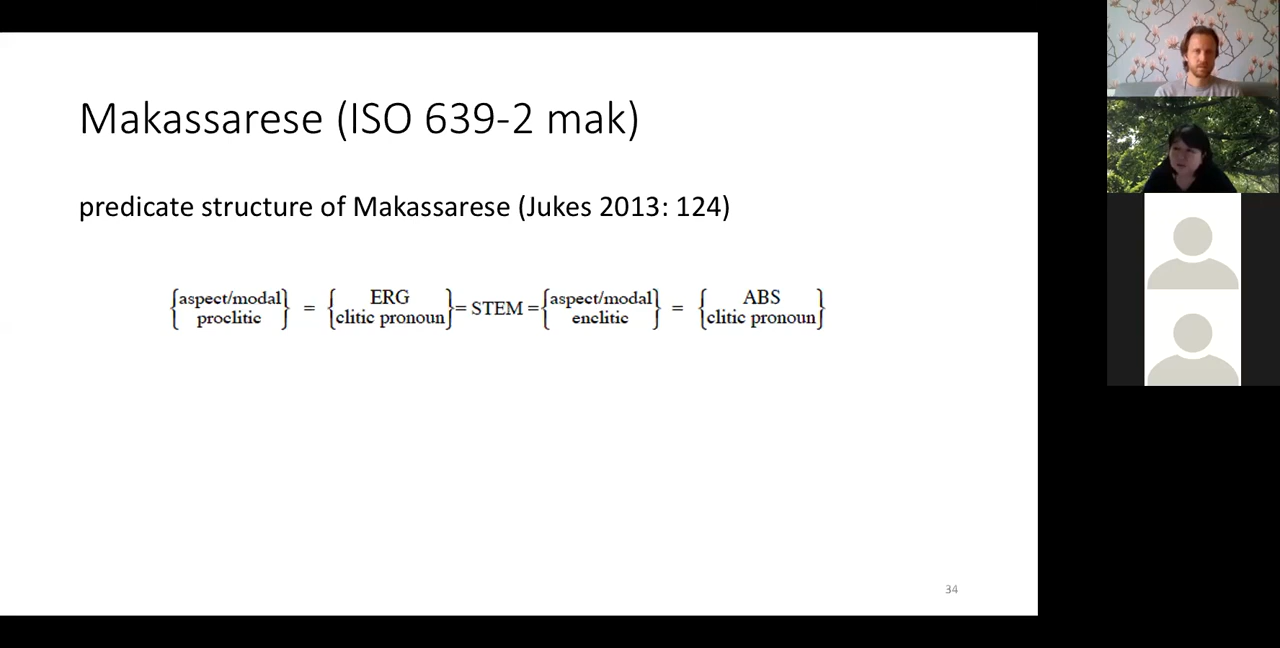 Makassarese (ISO 639-2 mak)
predicate structure of Makassarese (Jukes 2013: 124)
{aspect/modal proclitic} = {ERG clitic pronoun} = STEM = {aspect/modal enclitic} = {ABS clitic pronoun}
34